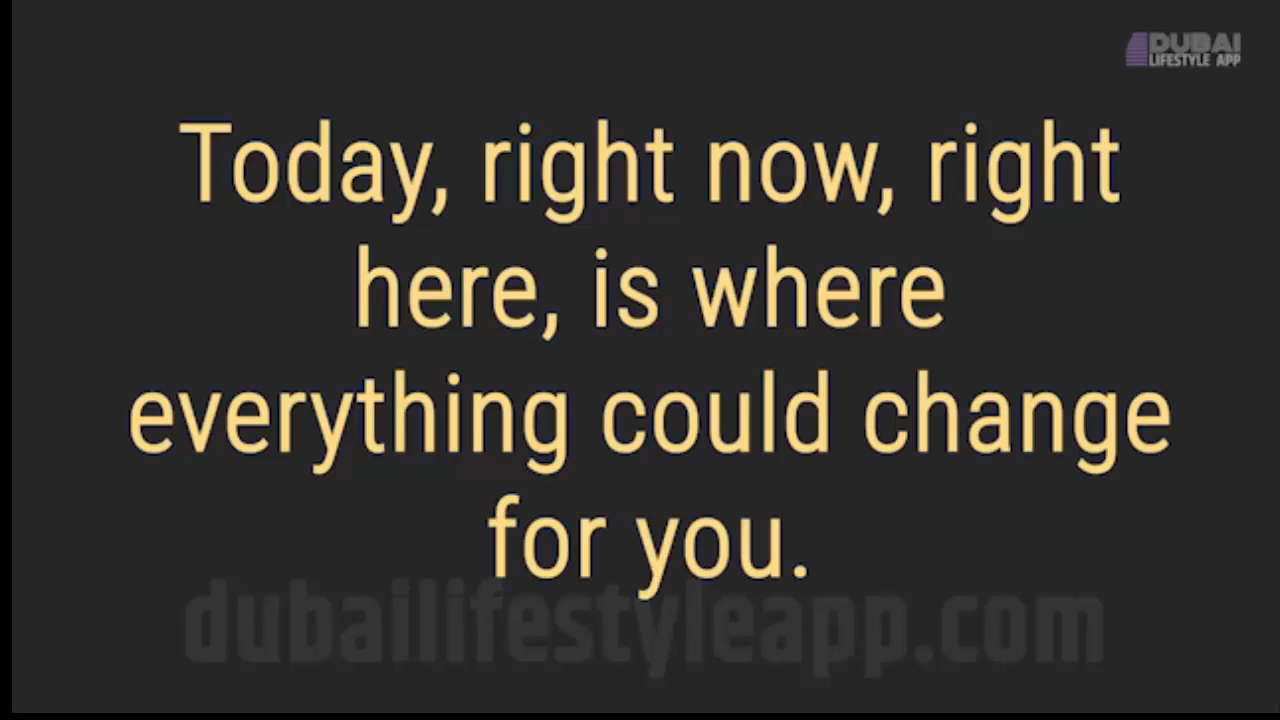 DUBAI
LIFESTYLE APP
Today, right now, right
here, is where
everything could change
for you.
dubailifestyleapp.com